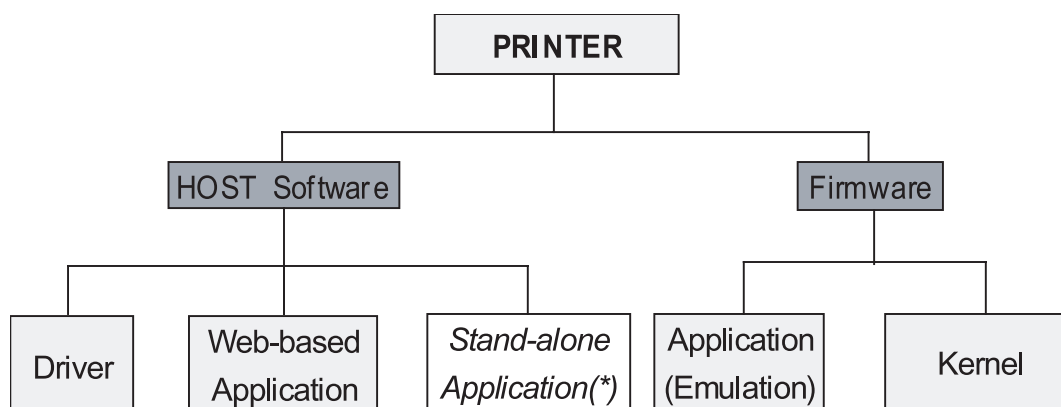 PRINTER
HOST Software
Firmware
Driver
Web-based
Application
Stand-alone
Application(*)
Application
(Emulation)
Kernel